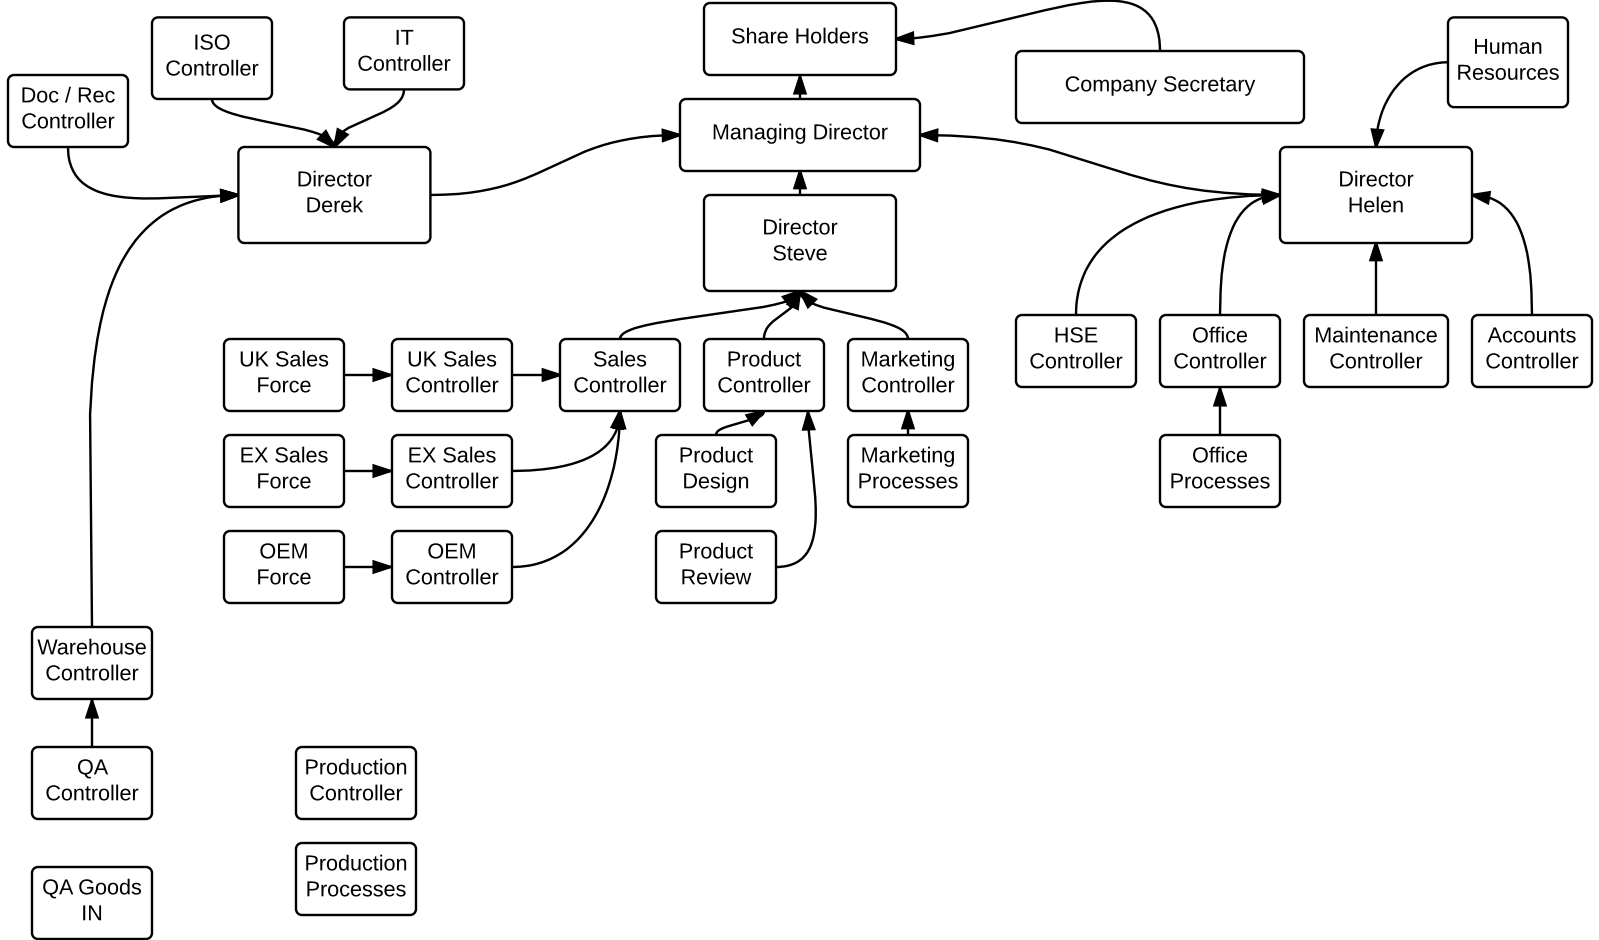 Share Holders
ISO
Controller
IT
Controller
Human
Resources
Company Secretary
Doc / Rec
Controller
Managing Director
Director
Derek
Director
Helen
Director
Steve
HSE
Controller
Office
Controller
Maintenance
Controller
Accounts
Controller
UK Sales
Force
UK Sales
Controller
Sales
Controller
Product
Controller
Marketing
Controller
EX Sales
Force
EX Sales
Controller
Product
Design
Marketing
Processes
Office
Processes
OEM
Force
OEM
Controller
Product
Review
Warehouse
Controller
QA
Controller
Production
Controller
Production
Processes
QA Goods
IN